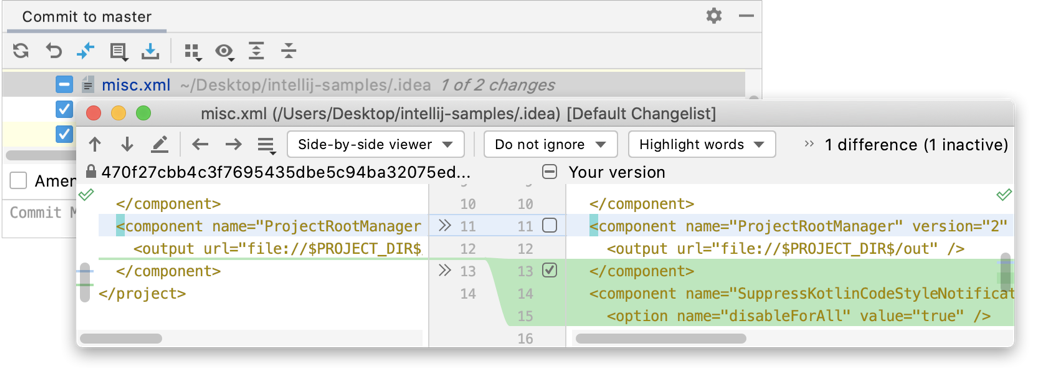 Commit to master
misc.xml ~/Desktop/intellij-samples/.idea 1 of 2 changes
misc.xml (/Users/Desktop/intellij-samples/.idea) [Default Changelist]
Side-by-side viewer Do not ignore Highlight words 1 difference (1 inactive)
Amen
470f27cbb4c3f7695435dbe5c94ba32075ed... Your version
Commit M
</component> 10 10 </component>
<component name="ProjectRootManager 11 11 <component name="ProjectRootManager" version="2"
<output url="file://$PROJECT_DIR$ 12 12 <output url="file://$PROJECT_DIR$/out" />
</component> 13 13 </component>
</project> 14 14 <component name="SuppressKotlinCodeStyleNotificat
15 <option name="disableForAll" value="true" />
16